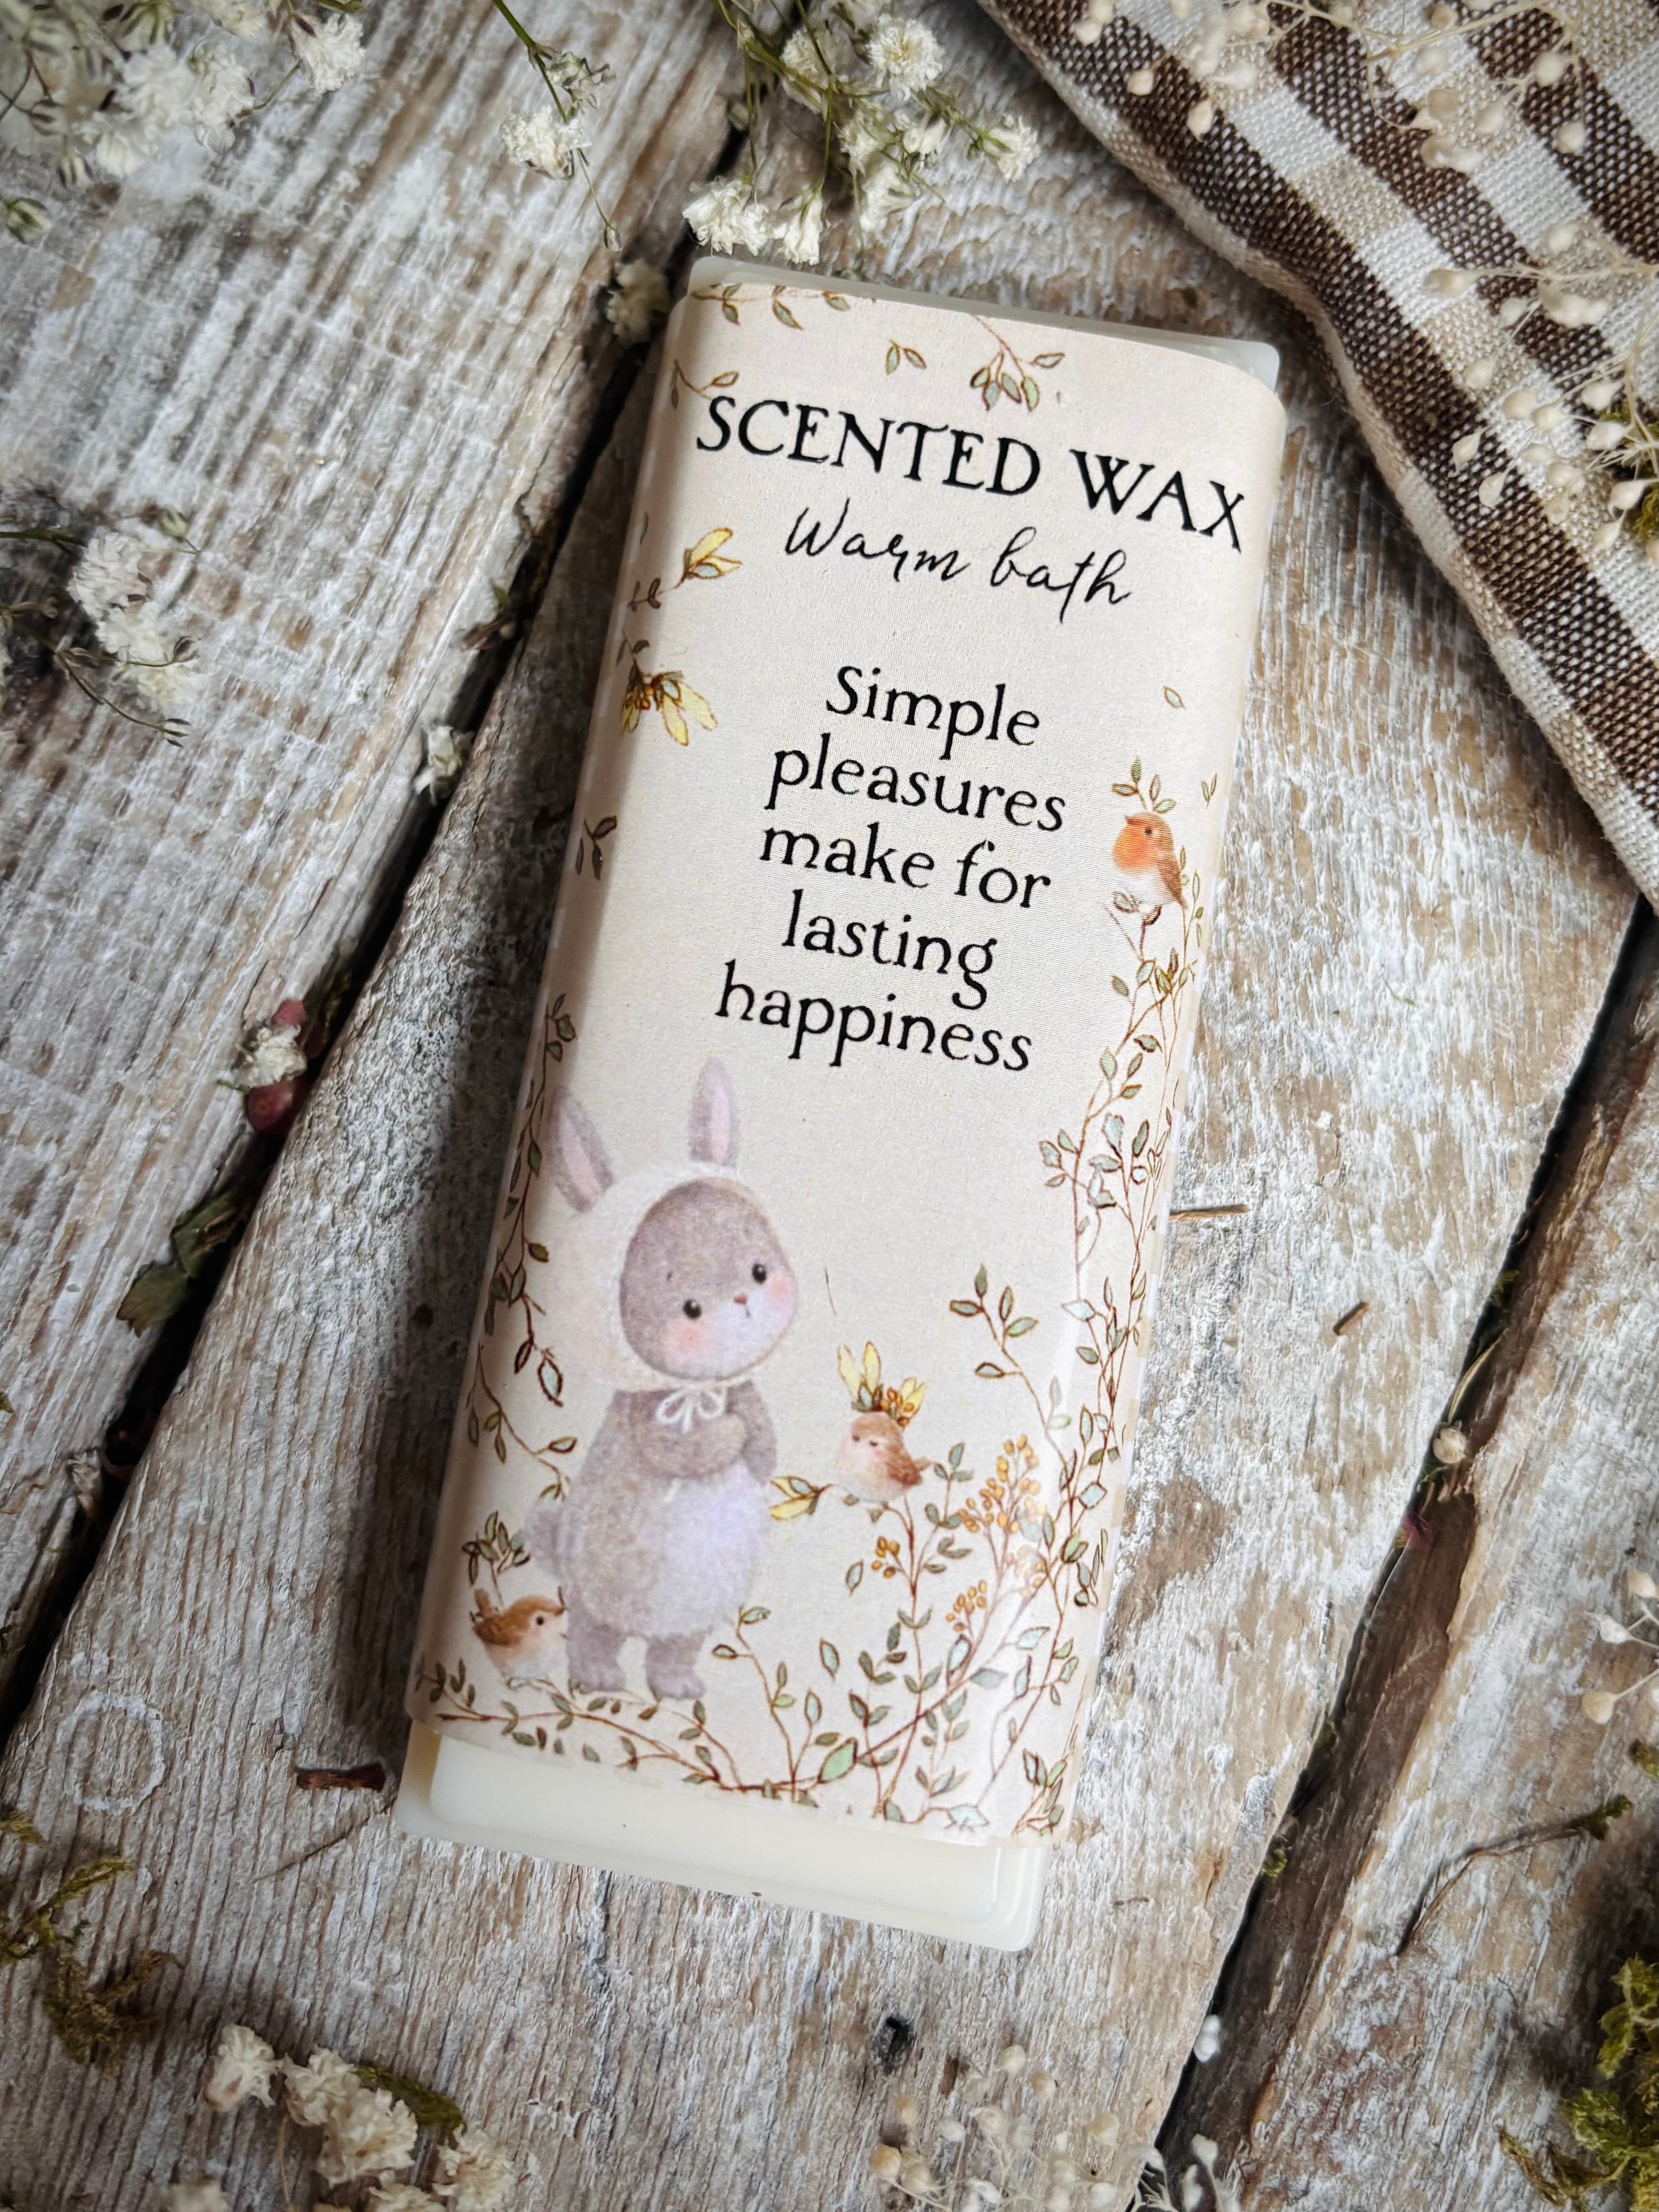 SCENTED WAX
Warm bath
Simple
pleasures
make for
lasting
happiness